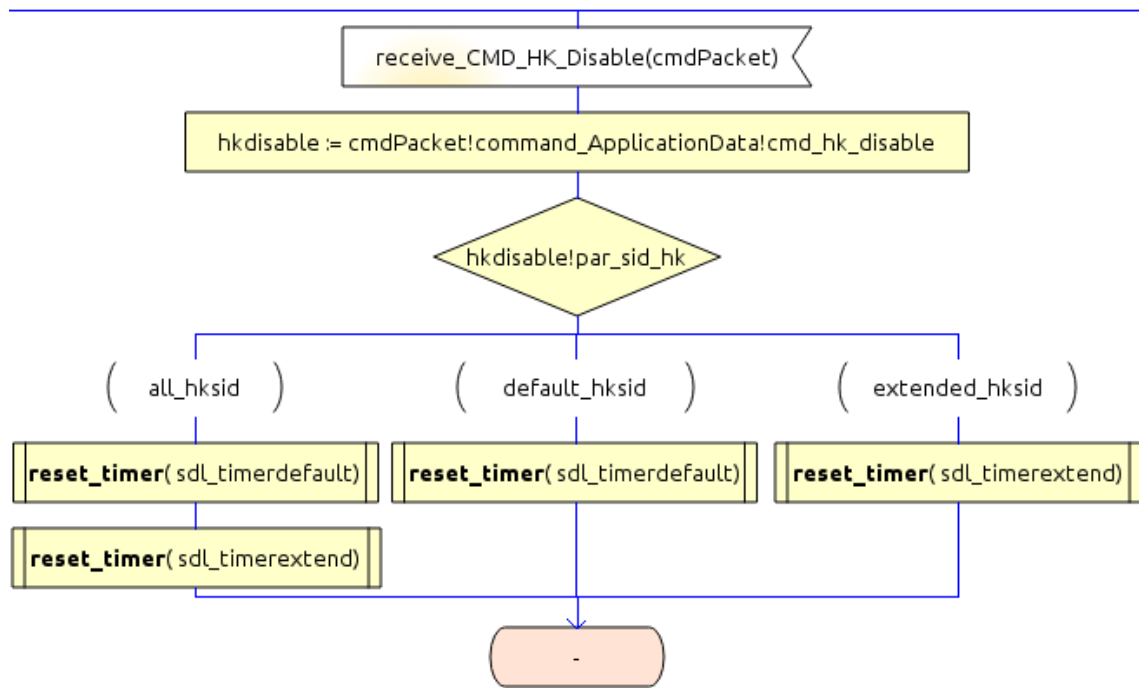 receive_CMD_HK_Disable(cmdPacket)
hkdisable := cmdPacket!command_ApplicationData!cmd_hk_disable
hkdisable!par_sid_hk
( all_hksid )
( default_hksid )
( extended_hksid )
reset_timer( sdl_timerdefault)
reset_timer( sdl_timerdefault)
reset_timer( sdl_timerextend)
reset_timer( sdl_timerextend)
-